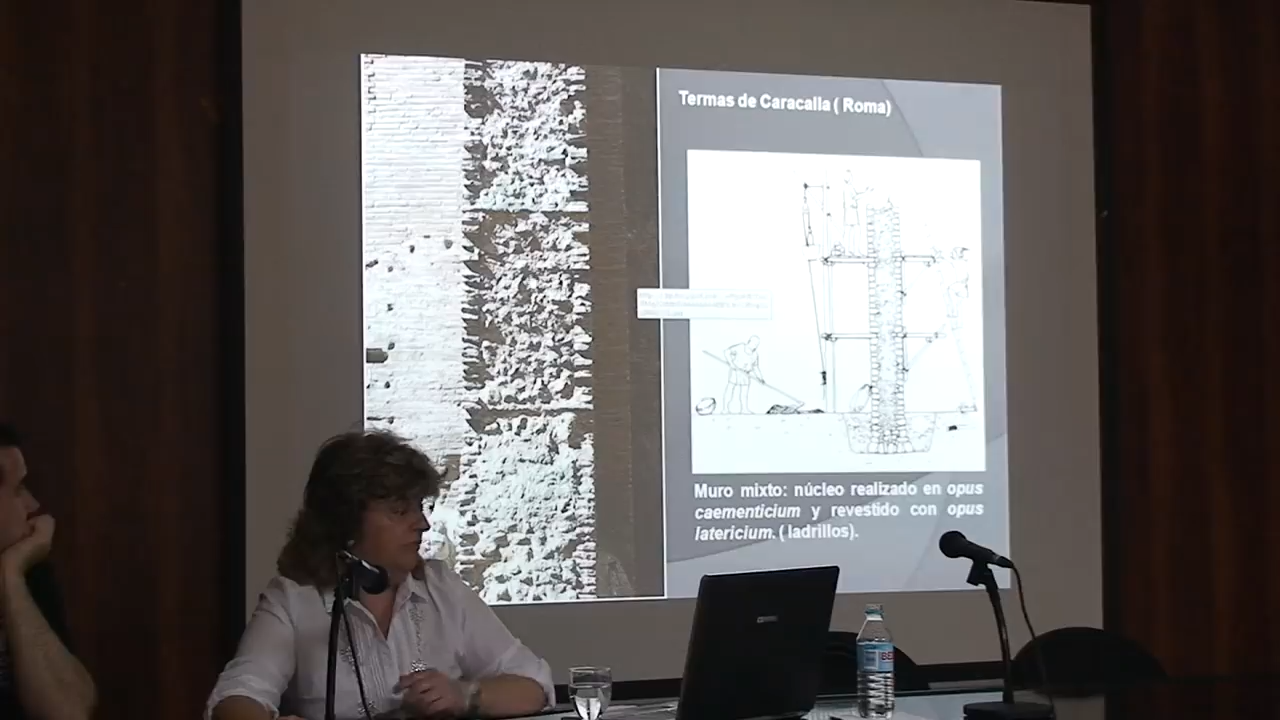 Termas de Caracalla ( Roma)
Muro mixto: núcleo realizado en opus
caementicium y revestido con opus
latericium. ( ladrillos).